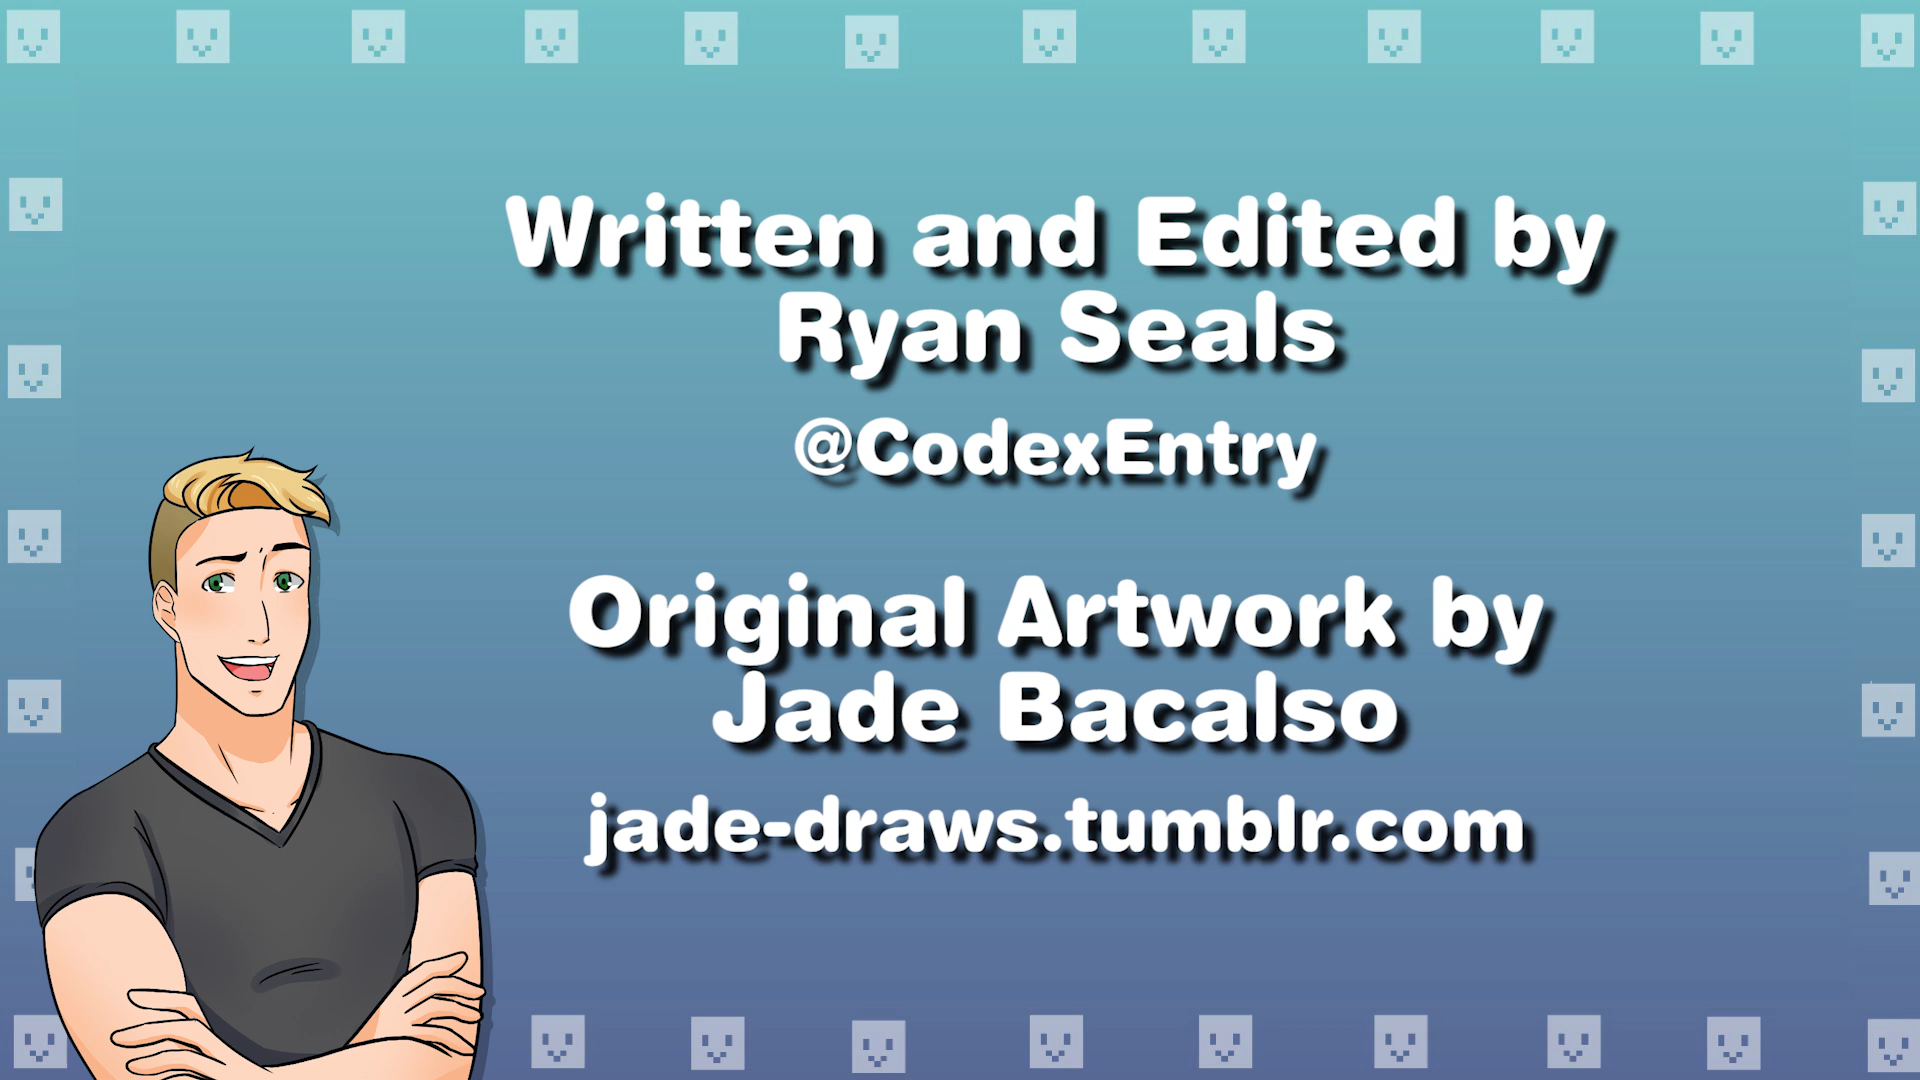 Written and Edited by
Ryan Seals
@CodexEntry
Original Artwork by
Jade Bacalso
jade-draws.tumblr.com